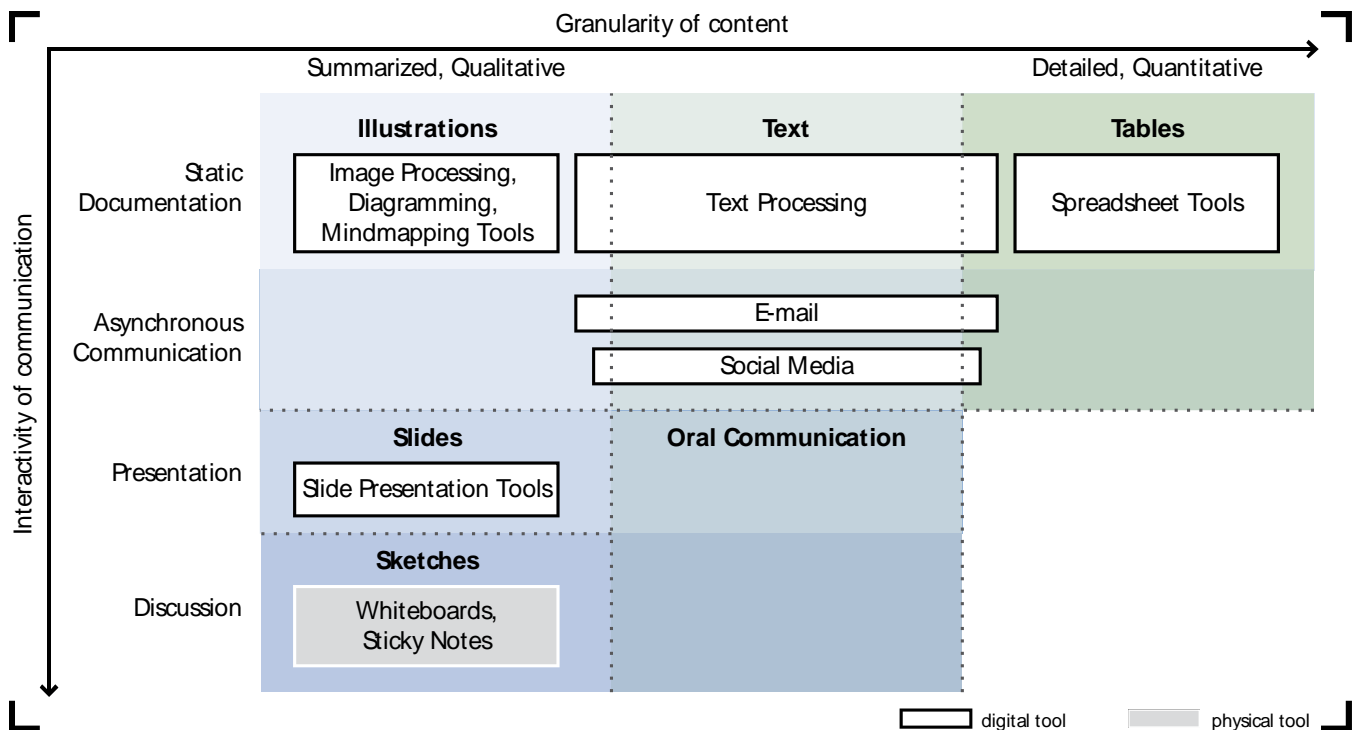 Granularity of content
Summarized, Qualitative
Detailed, Quantitative
Interactivity of communication
Illustrations
Text
Tables
Static
Documentation
Image Processing,
Diagramming,
Mindmapping Tools
Text Processing
Spreadsheet Tools
Asynchronous
Communication
E-mail
Social Media
Slides
Oral Communication
Presentation
Slide Presentation Tools
Sketches
Discussion
Whiteboards,
Sticky Notes
digital tool
physical tool